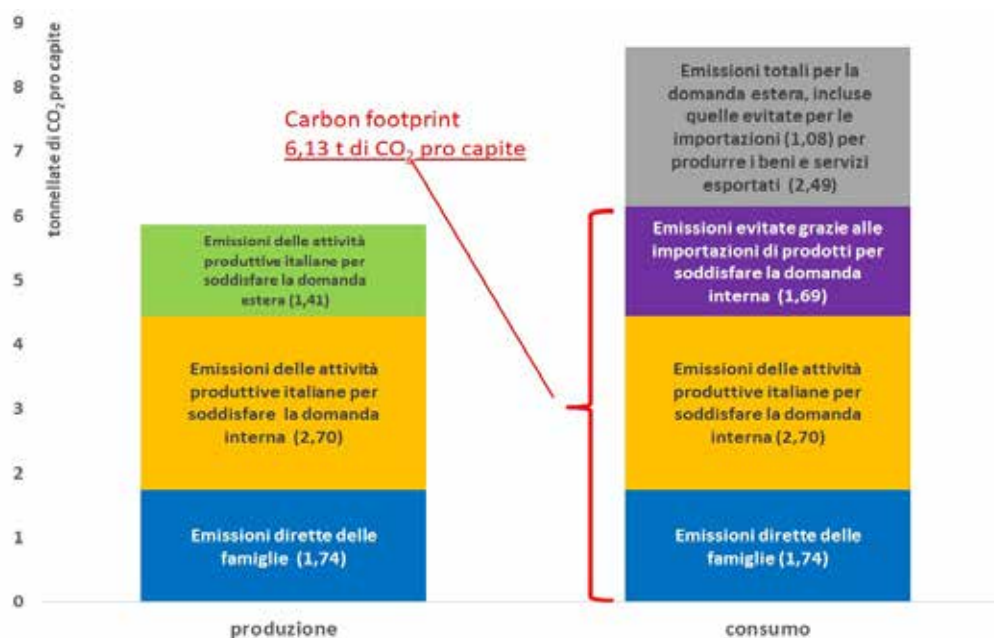 tonnellate di CO₂ pro capite
9
8
7
6
5
4
3
2
1
0
Carbon footprint
6,13 t di CO₂ pro capite
Emissioni delle attività
produttive italiane per
soddisfare la domanda
estera (1,41)
Emissioni delle attività
produttive italiane per
soddisfare la domanda
interna (2,70)
Emissioni dirette delle
famiglie (1,74)
produzione
Emissioni totali per la
domanda estera, incluse
quelle evitate per le
importazioni (1,08) per
produrre i beni e servizi
esportati (2,49)
Emissioni evitate grazie alle
importazioni di prodotti per
soddisfare la domanda
interna (1,69)
Emissioni delle attività
produttive italiane per
soddisfare la domanda
interna (2,70)
Emissioni dirette delle
famiglie (1,74)
consumo